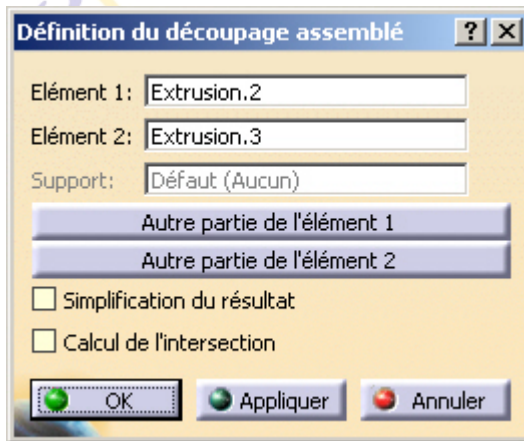 Définition du découpage assemblé
Elément 1: Extrusion.2
Elément 2: Extrusion.3
Support: Défaut (Aucun)
Autre partie de l'élément 1
Autre partie de l'élément 2
Simplification du résultat
Calcul de l'intersection
OK Appliquer Annuler